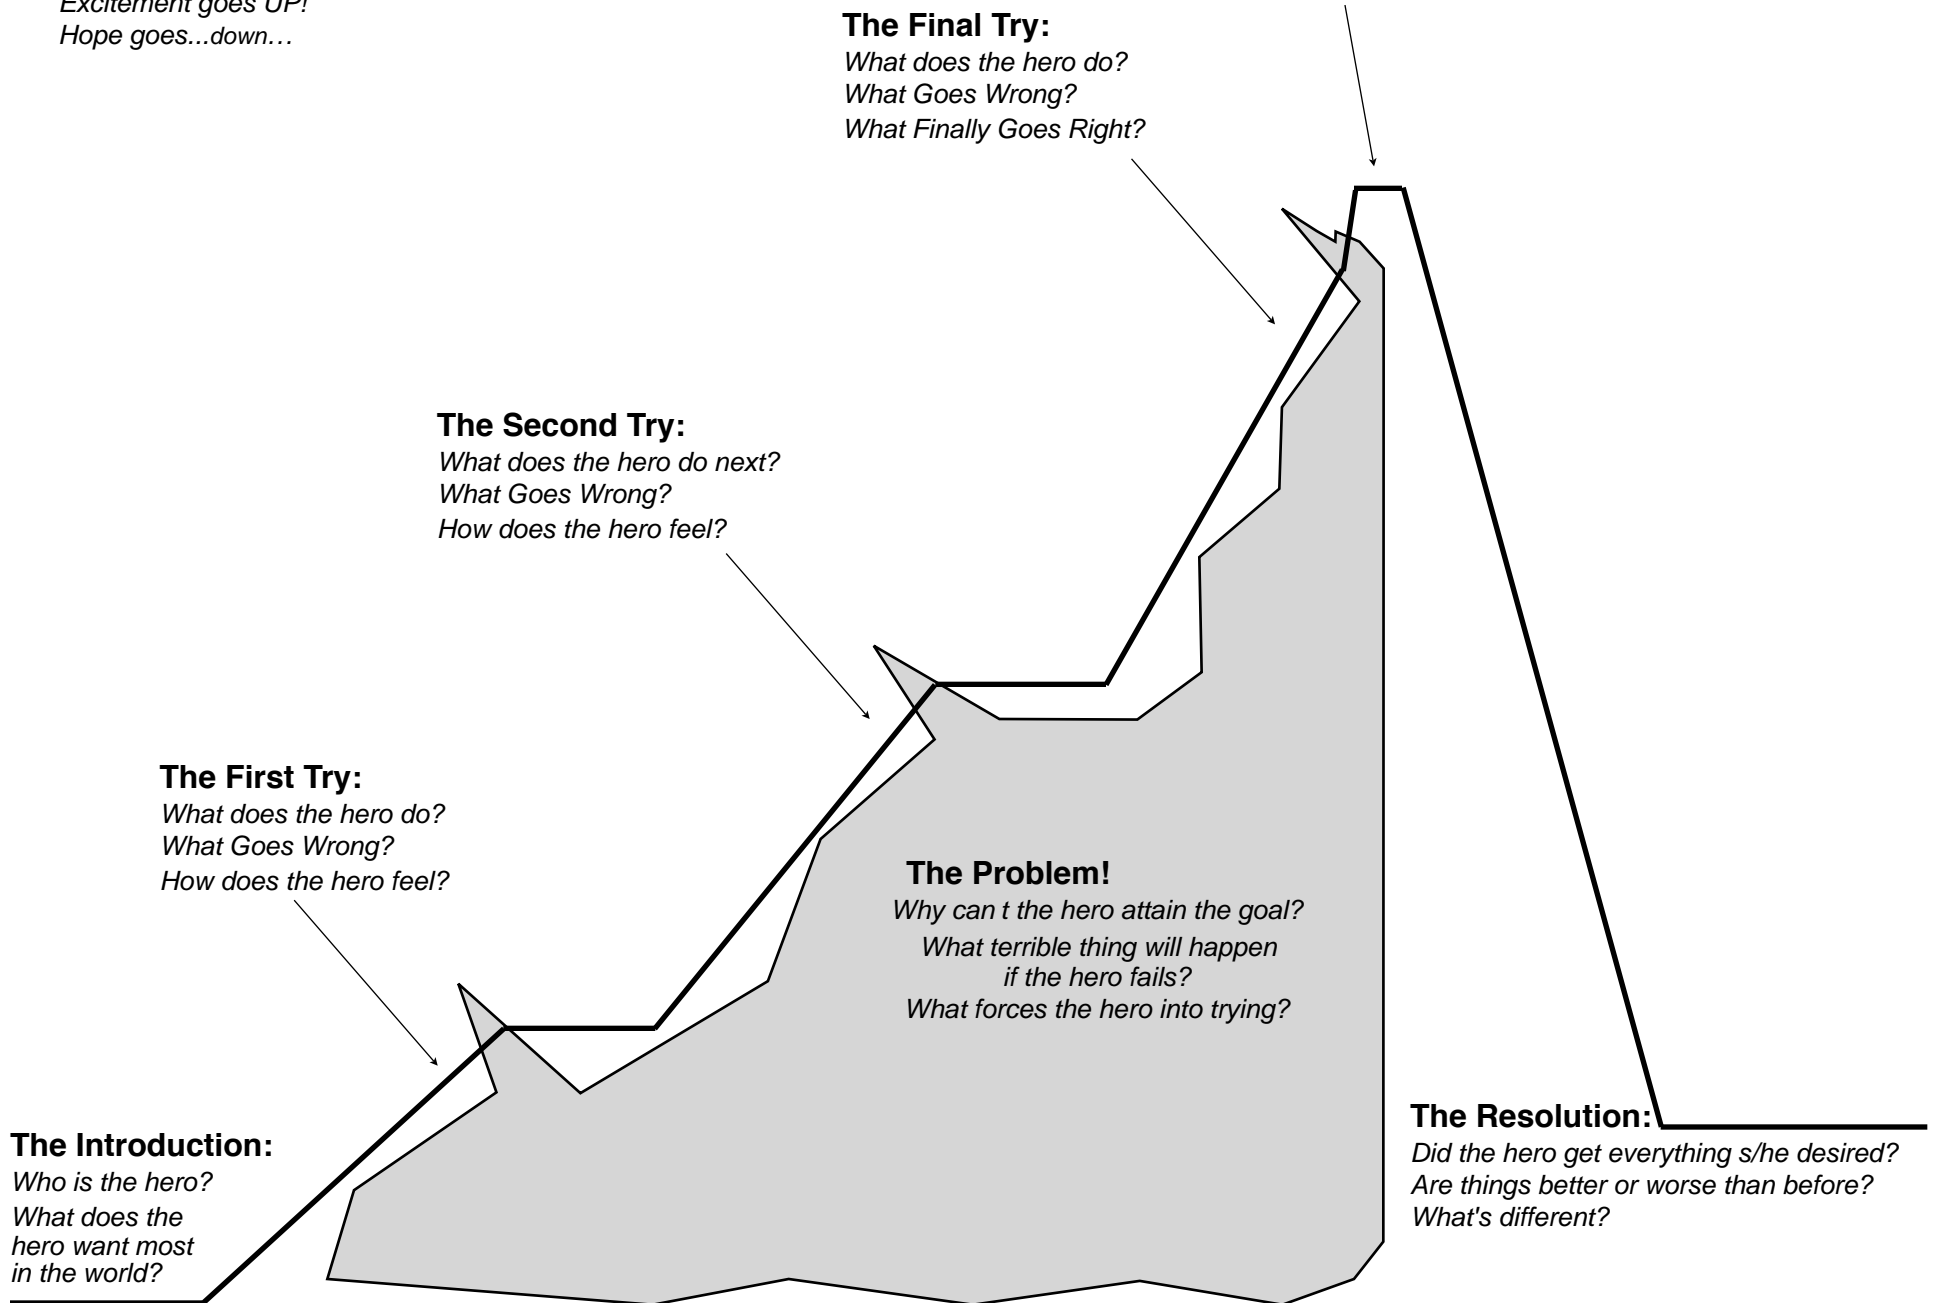 Excitement goes UP!
Hope goes...down...
The Final Try:
What does the hero do?
What Goes Wrong?
What Finally Goes Right?
The Second Try:
What does the hero do next?
What Goes Wrong?
How does the hero feel?
The First Try:
What does the hero do?
What Goes Wrong?
How does the hero feel?
The Problem!
Why can t the hero attain the goal?
What terrible thing will happen
if the hero fails?
What forces the hero into trying?
The Introduction:
Who is the hero?
What does the
hero want most
in the world?
The Resolution:
Did the hero get everything s/he desired?
Are things better or worse than before?
What's different?